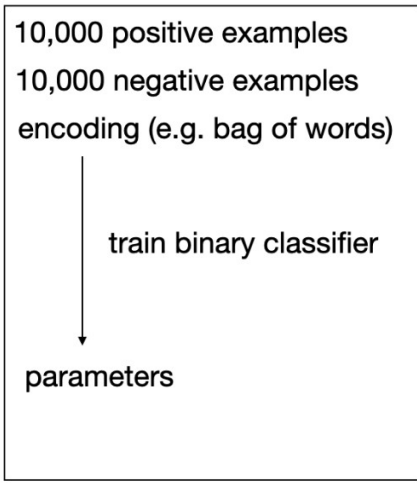 10,000 positive examples
10,000 negative examples
encoding (e.g. bag of words)
train binary classifier
parameters